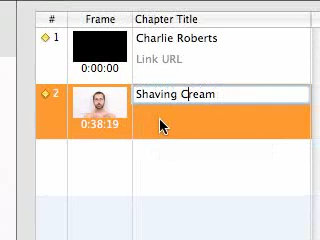 # Frame Chapter Title
1 Charlie Roberts
Link URL
0:00:00
2 Shaving Cream
0:38:19